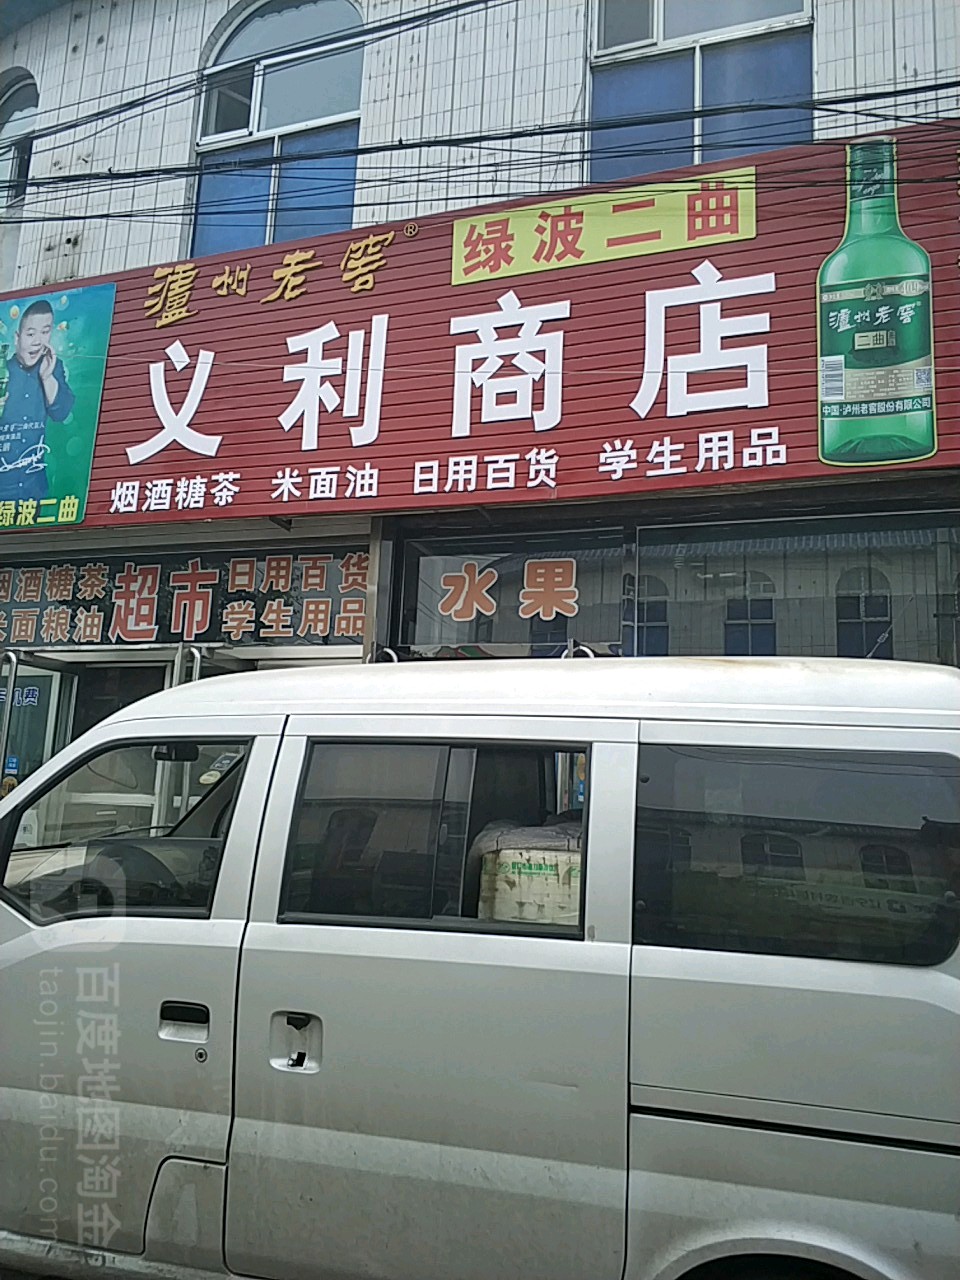 泸州老窖®
绿波二曲
义利商店
烟酒糖茶 米面油 日用百货 学生用品
绿波二曲
泸州老窖
二曲
中国·泸州老窖股份有限公司
烟酒糖茶
米面粮油
超市
日用百货
学生用品
水果
百度地图淘金
taojin.baidu.com